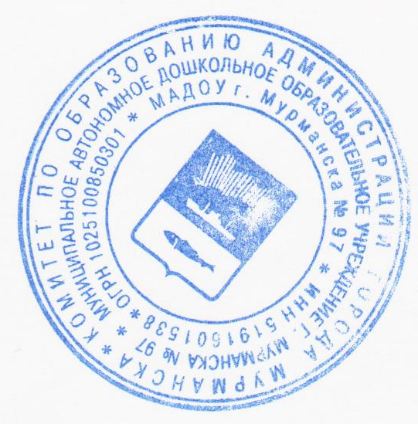 * КОМИТЕТ ПО ОБРАЗОВАНИЮ АДМИНИСТРАЦИИ ГОРОДА МУРМАНСКА
* МУНИЦИПАЛЬНОЕ АВТОНОМНОЕ ДОШКОЛЬНОЕ ОБРАЗОВАТЕЛЬНОЕ УЧРЕЖДЕНИЕ Г. МУРМАНСКА № 97
* ОГРН 1025100850301 * МАДОУ г. Мурманска № 97 * ИНН 5191601538